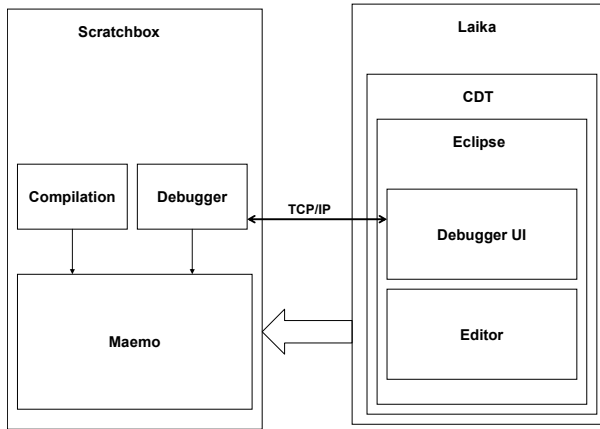 Scratchbox
Laika
CDT
Eclipse
Compilation
Debugger
TCP/IP
Debugger UI
Maemo
Editor